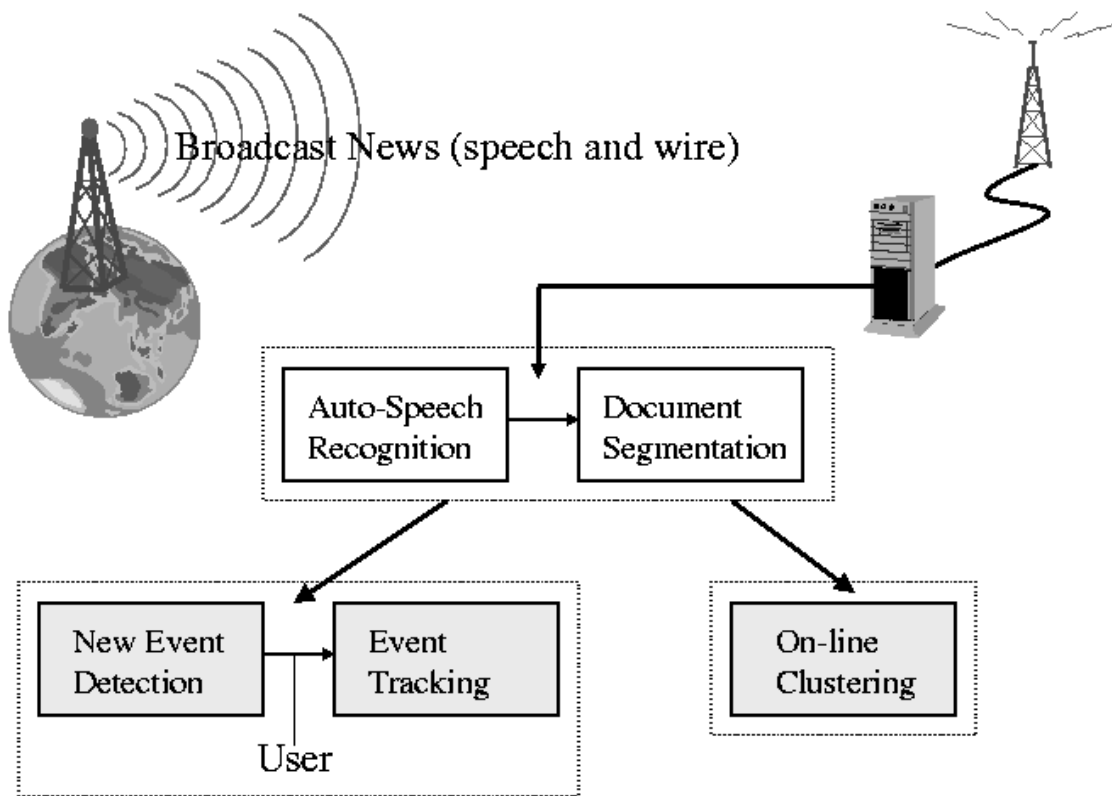 Broadcast News (speech and wire)
Auto-Speech
Recognition
Document
Segmentation
New Event
Detection
Event
Tracking
User
On-line
Clustering